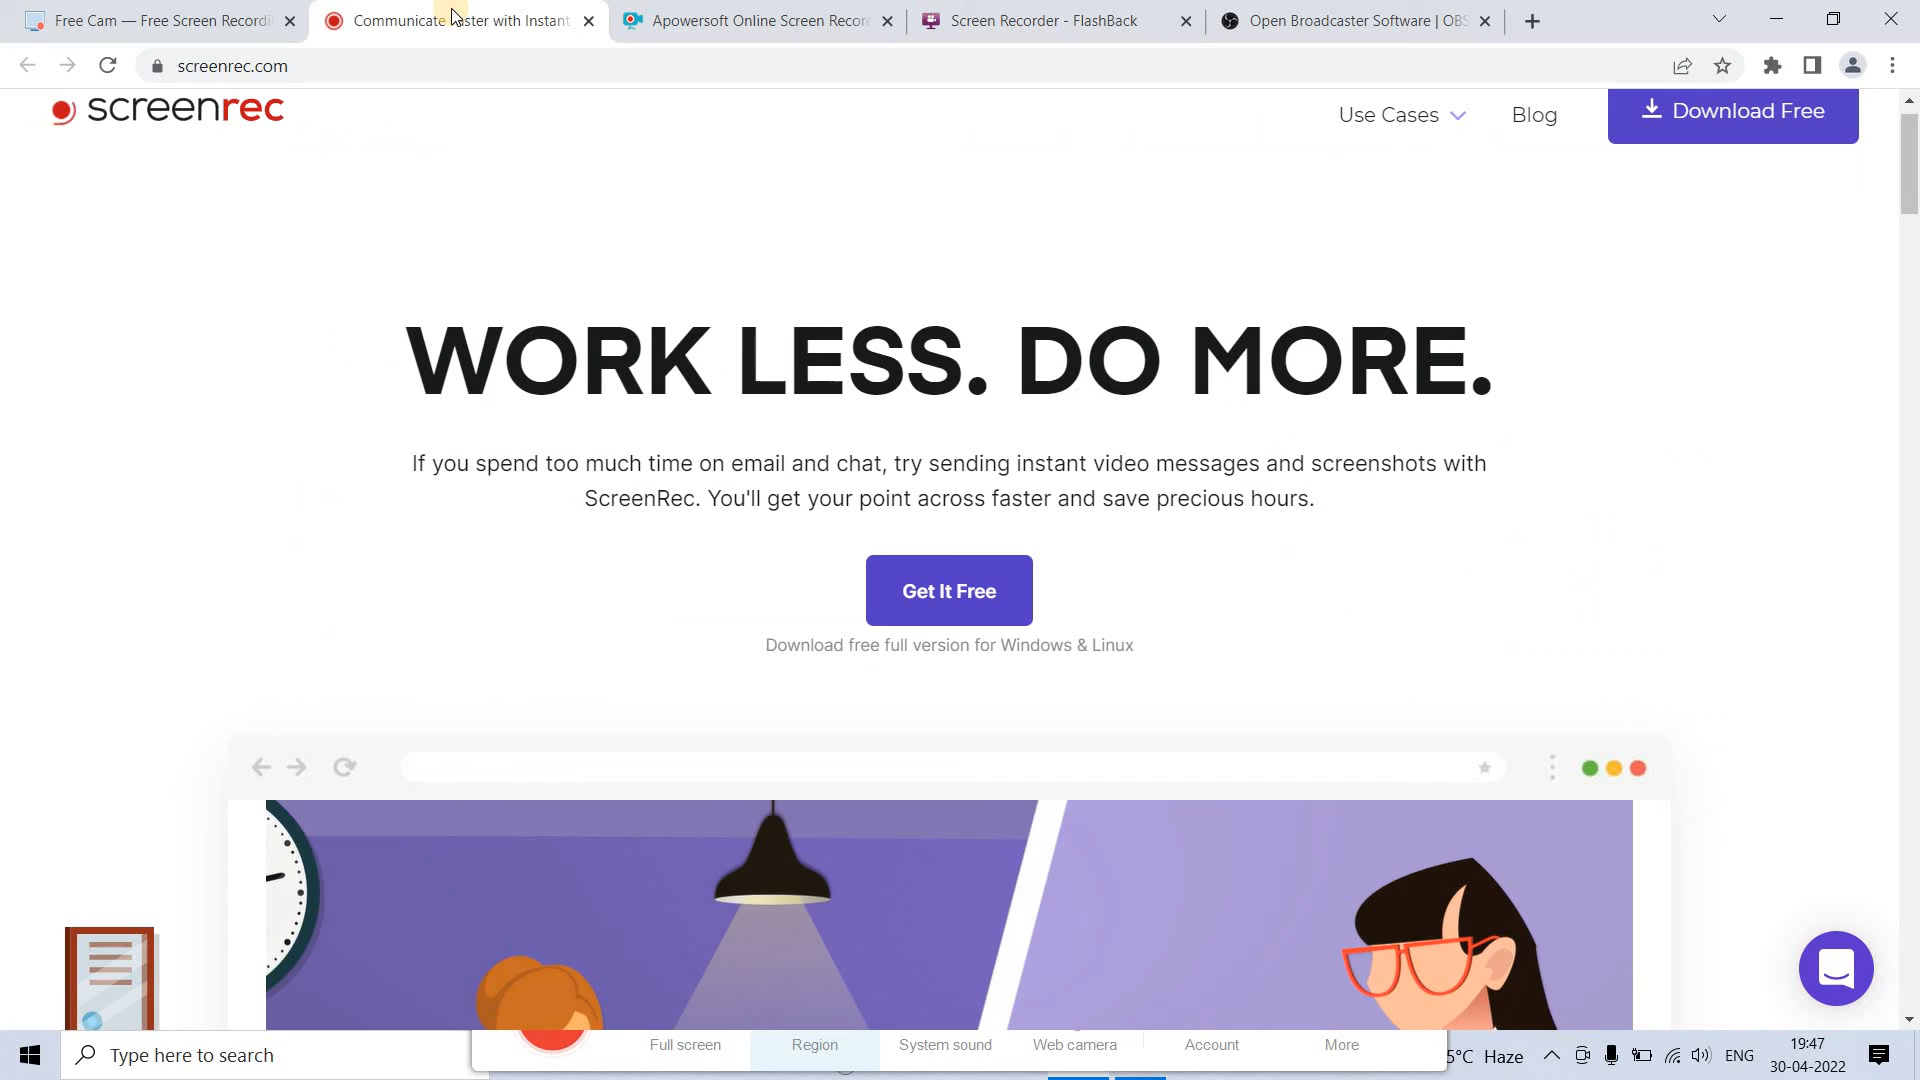 Free Cam — Free Screen Recordi
Communicate aster with Instant
Apowersoft Online Screen Recor
Screen Recorder - FlashBack
Open Broadcaster Software | OBS
screenrec.com
screenrec
Use Cases
Blog
Download Free
WORK LESS. DO MORE.
If you spend too much time on email and chat, try sending instant video messages and screenshots with
ScreenRec. You'll get your point across faster and save precious hours.
Get It Free
Download free full version for Windows & Linux
Type here to search
Full screen
Region
System sound
Web camera
Account
More
5°C Haze
ENG
19:47
30-04-2022